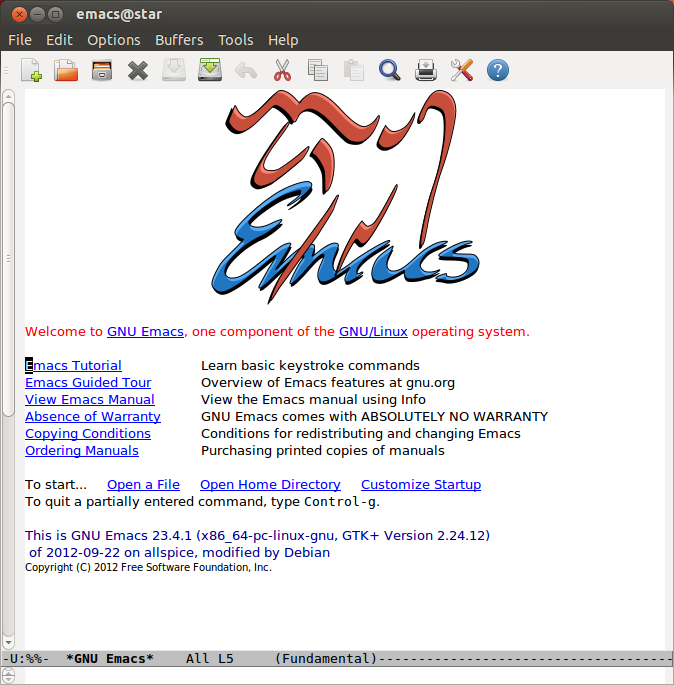 emacs@star
File Edit Options Buffers Tools Help
Emacs
Welcome to GNU Emacs, one component of the GNU/Linux operating system.
Emacs Tutorial Learn basic keystroke commands
Emacs Guided Tour Overview of Emacs features at gnu.org
View Emacs Manual View the Emacs manual using Info
Absence of Warranty GNU Emacs comes with ABSOLUTELY NO WARRANTY
Copying Conditions Conditions for redistributing and changing Emacs
Ordering Manuals Purchasing printed copies of manuals
To start... Open a File Open Home Directory Customize Startup
To quit a partially entered command, type Control-g.
This is GNU Emacs 23.4.1 (x86_64-pc-linux-gnu, GTK+ Version 2.24.12)
of 2012-09-22 on allspice, modified by Debian
Copyright (C) 2012 Free Software Foundation, Inc.
-U:%%- *GNU Emacs* All L5 (Fundamental)-------------------------------------